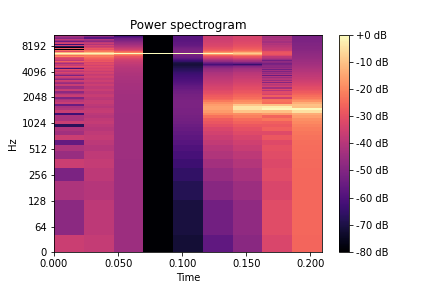 Power spectrogram
8192
4096
2048
1024
512
256
128
64
0
Hz
0.000 0.050 0.100 0.150 0.200
Time
+0 dB
-10 dB
-20 dB
-30 dB
-40 dB
-50 dB
-60 dB
-70 dB
-80 dB